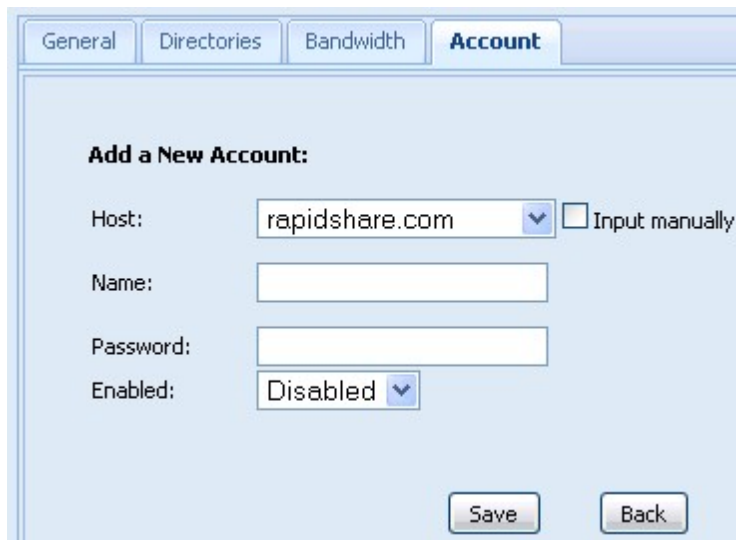 General Directories Bandwidth Account
Add a New Account:
Host: rapidshare.com Input manually
Name:
Password:
Enabled: Disabled
Save Back